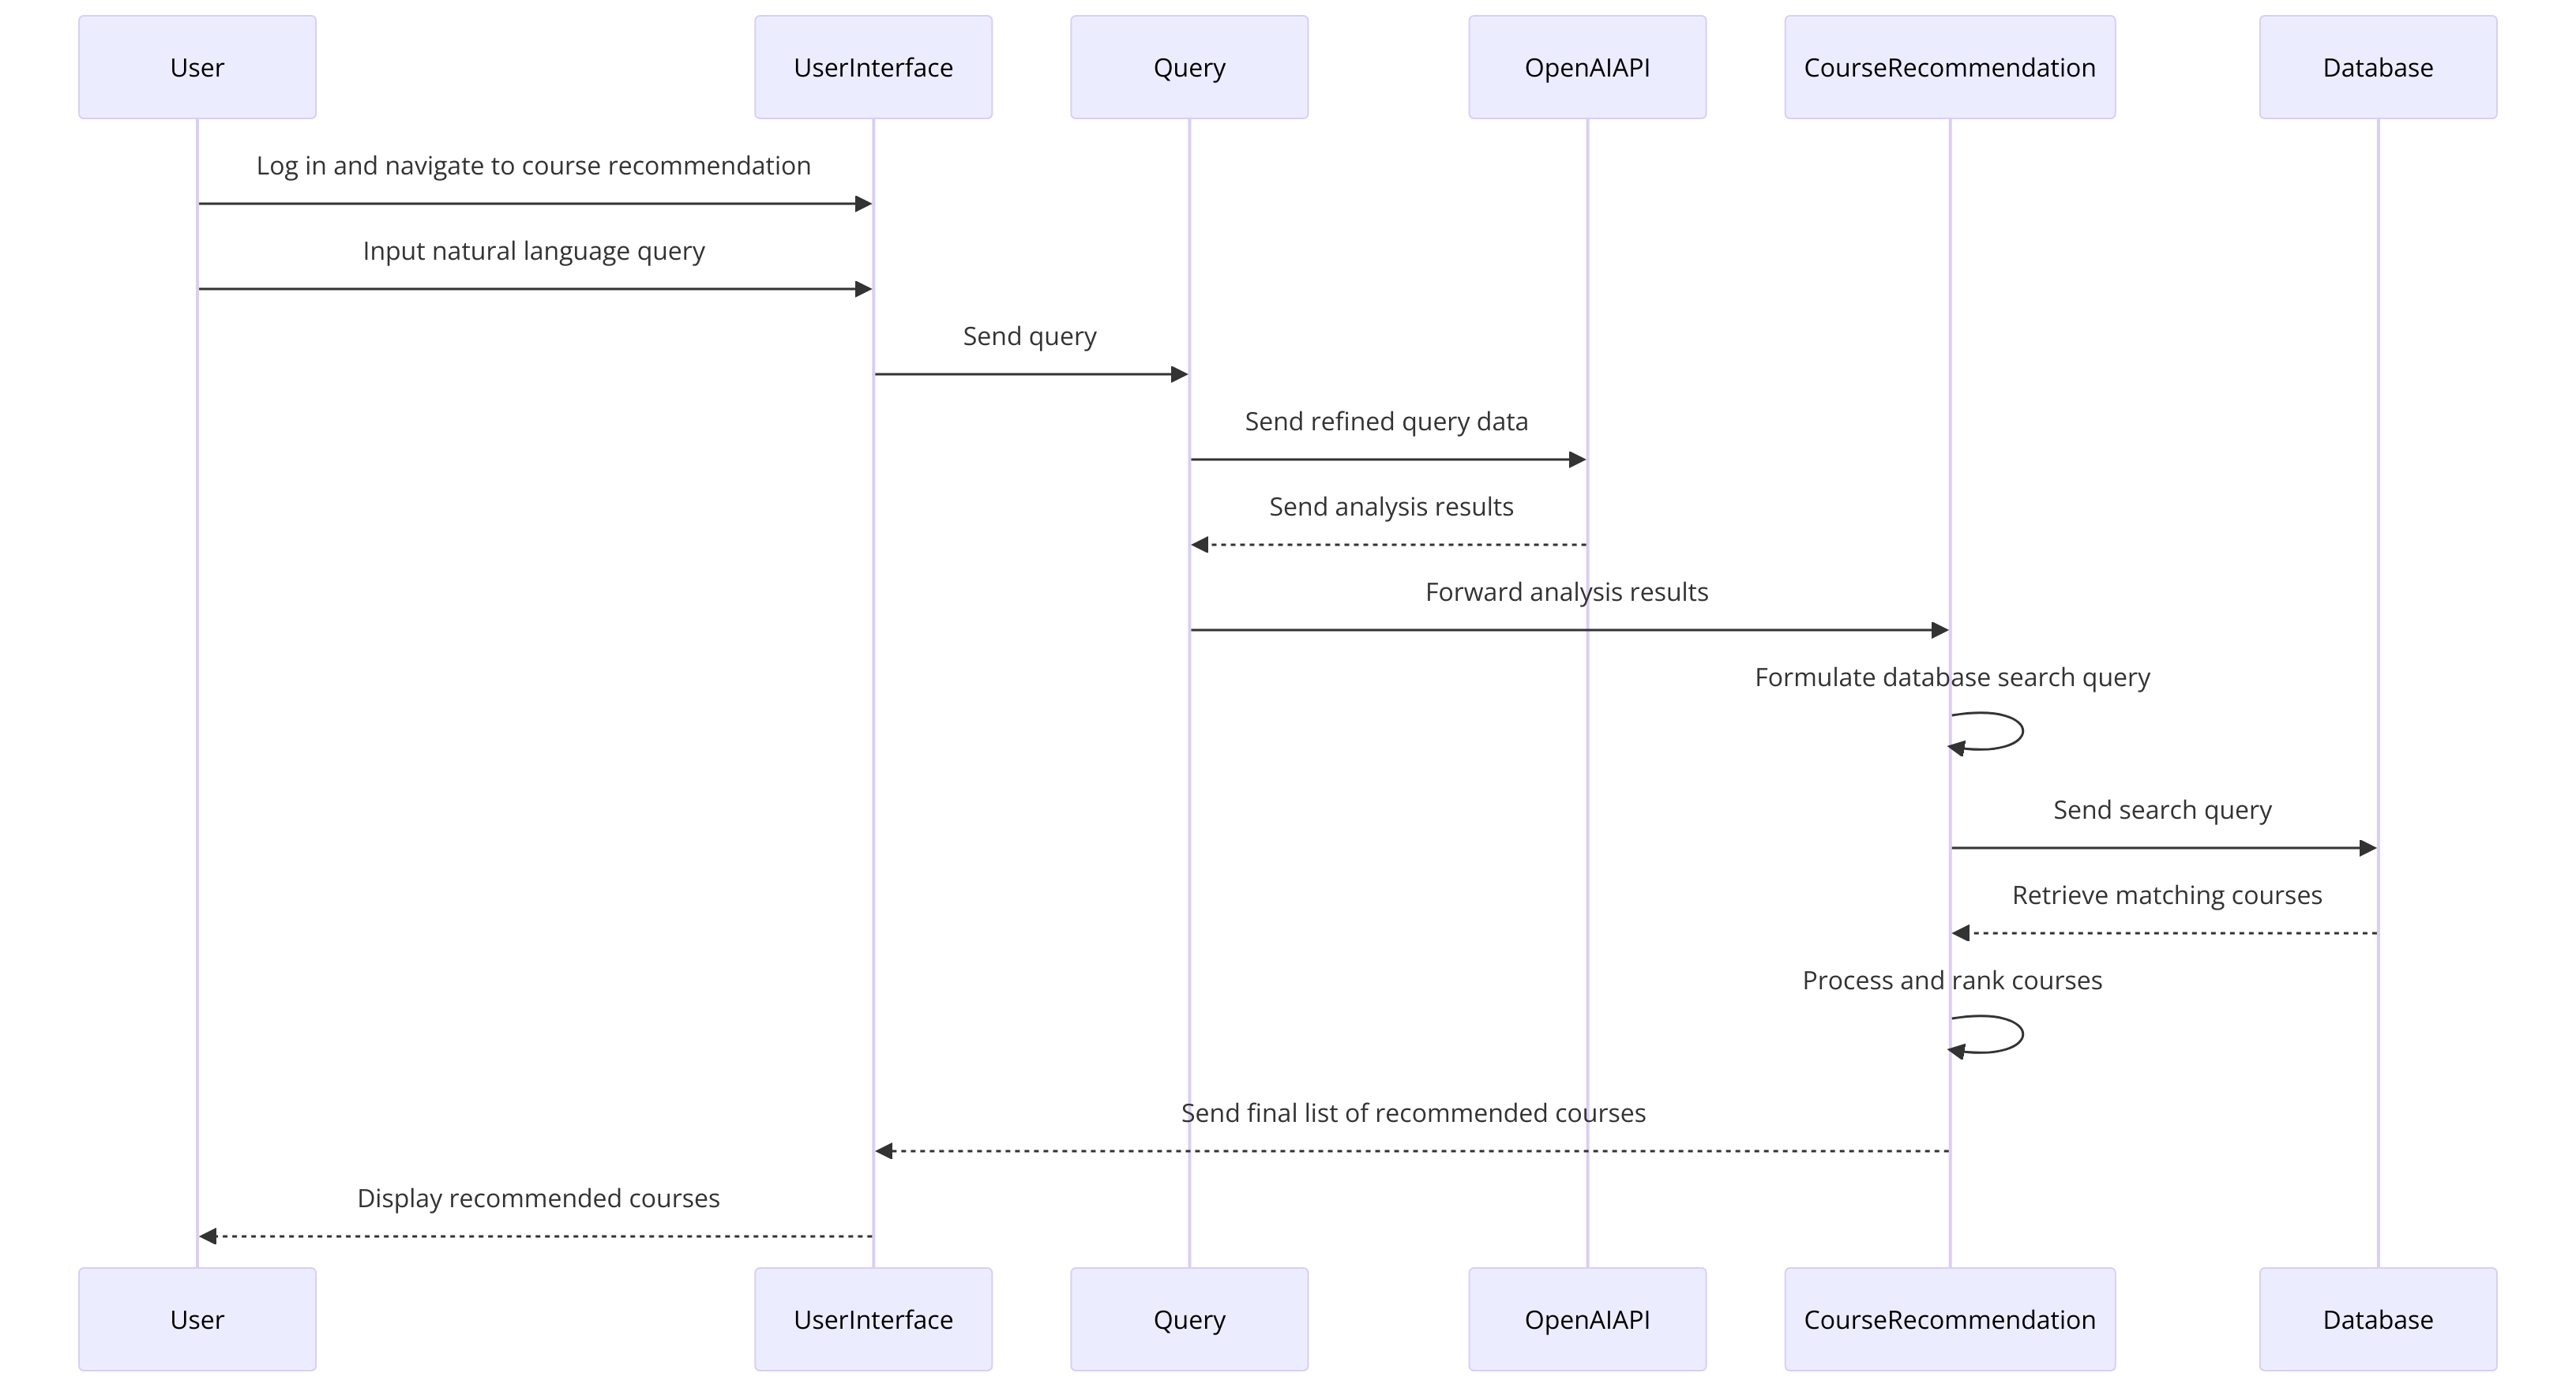 User
UserInterface
Query
OpenAIAPI
CourseRecommendation
Database
Log in and navigate to course recommendation
Input natural language query
Send query
Send refined query data
Send analysis results
Forward analysis results
Formulate database search query
Send search query
Retrieve matching courses
Process and rank courses
Send final list of recommended courses
Display recommended courses
User
UserInterface
Query
OpenAIAPI
CourseRecommendation
Database